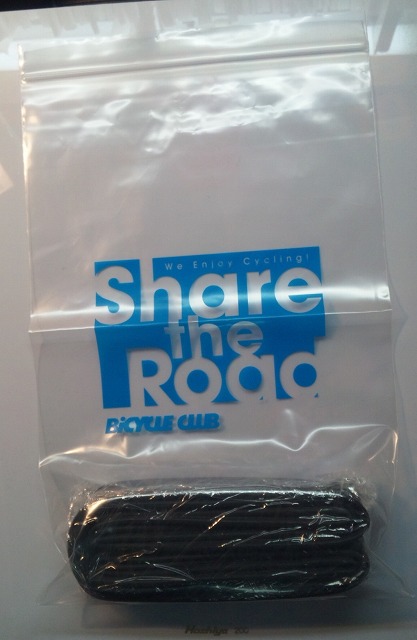 We Enjoy Cycling!
Share
the
Road
BiCYCLE CLUB